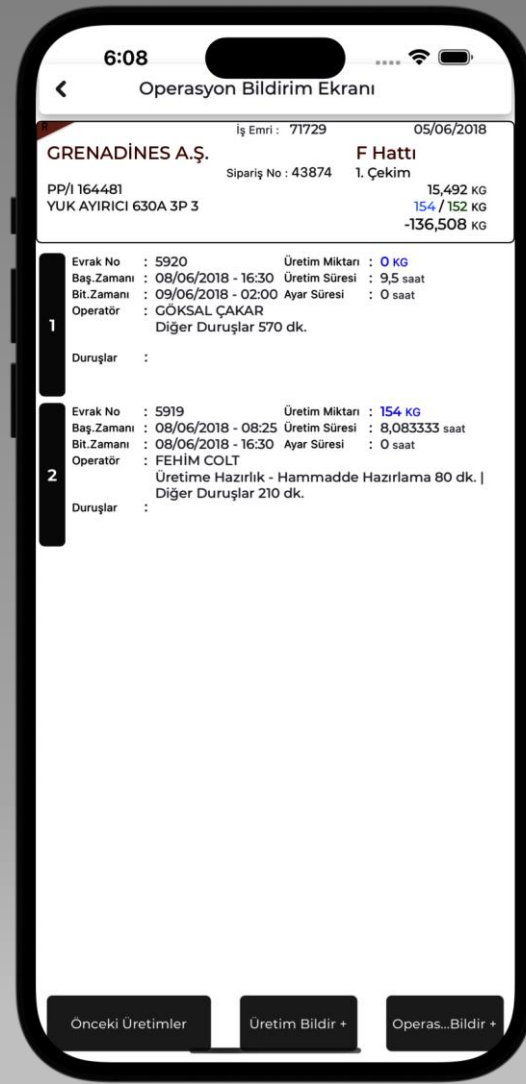 6:08
Operasyon Bildirim Ekranı
R
İş Emri : 71729 05/06/2018
GRENADİNES A.Ş. F Hattı
Sipariş No : 43874 1. Çekim
PP/I 164481 15,492 KG
YUK AYIRICI 630A 3P 3 154 / 152 KG
-136,508 KG
1
Evrak No : 5920 Üretim Miktarı : 0 KG
Baş.Zamanı : 08/06/2018 - 16:30 Üretim Süresi : 9,5 saat
Bit.Zamanı : 09/06/2018 - 02:00 Ayar Süresi : 0 saat
Operatör : GÖKSAL ÇAKAR
Diğer Duruşlar 570 dk.
Duruşlar :
2
Evrak No : 5919 Üretim Miktarı : 154 KG
Baş.Zamanı : 08/06/2018 - 08:25 Üretim Süresi : 8,083333 saat
Bit.Zamanı : 08/06/2018 - 16:30 Ayar Süresi : 0 saat
Operatör : FEHİM COLT
Üretime Hazırlık - Hammadde Hazırlama 80 dk. |
Diğer Duruşlar 210 dk.
Duruşlar :
Önceki Üretimler Üretim Bildir + Operas...Bildir +